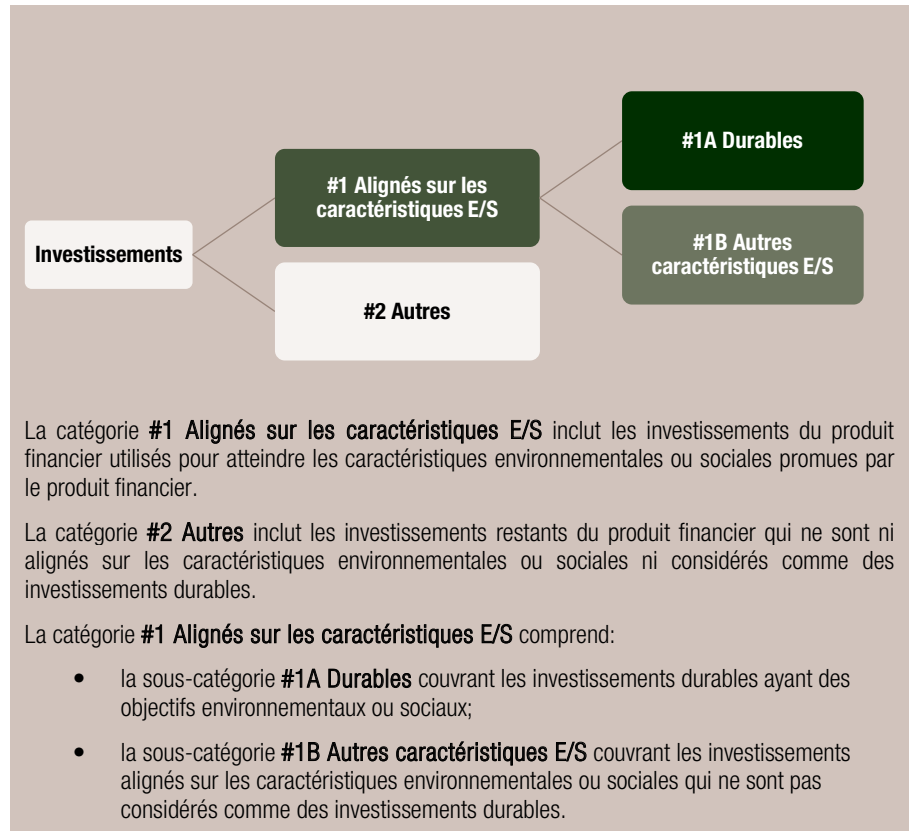 #1A Durables
#1 Alignés sur les
caractéristiques E/S
Investissements
#1B Autres
caractéristiques E/S
#2 Autres
La catégorie #1 Alignés sur les caractéristiques E/S inclut les investissements du produit
financier utilisés pour atteindre les caractéristiques environnementales ou sociales promues par
le produit financier.
La catégorie #2 Autres inclut les investissements restants du produit financier qui ne sont ni
alignés sur les caractéristiques environnementales ou sociales ni considérés comme des
investissements durables.
La catégorie #1 Alignés sur les caractéristiques E/S comprend:
• la sous-catégorie #1A Durables couvrant les investissements durables ayant des
objectifs environnementaux ou sociaux;
• la sous-catégorie #1B Autres caractéristiques E/S couvrant les investissements
alignés sur les caractéristiques environnementales ou sociales qui ne sont pas
considérés comme des investissements durables.